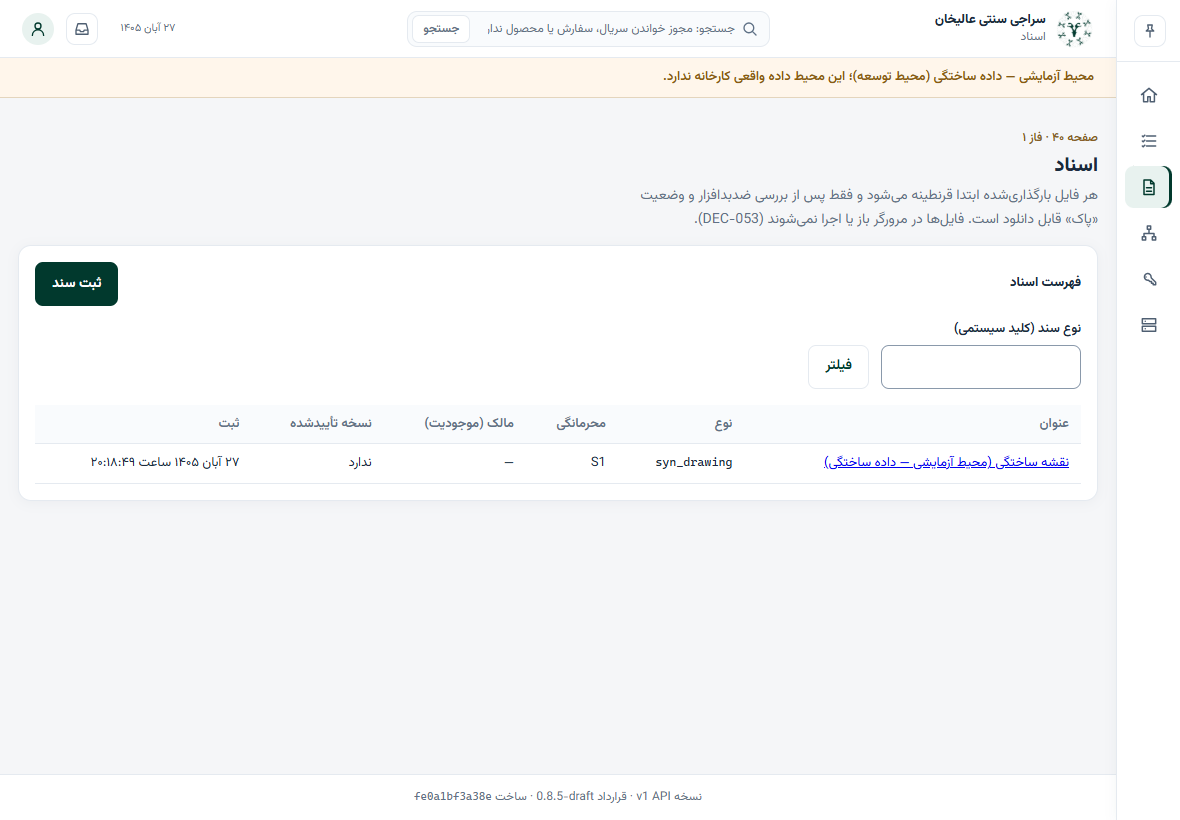 سراجی سنتی عالیخان
اسناد
جستجو: مجوز خواندن سریال، سفارش یا محصول ندار
جستجو
۲۷ آبان ۱۴۰۵
محیط آزمایشی — داده ساختگی (محیط توسعه)؛ این محیط داده واقعی کارخانه ندارد.
صفحه ۴۰ · فاز ۱
اسناد
هر فایل بارگذاری‌شده ابتدا قرنطینه می‌شود و فقط پس از بررسی ضدبدافزار و وضعیت
«پاک» قابل دانلود است. فایل‌ها در مرورگر باز یا اجرا نمی‌شوند (DEC-053).
فهرست اسناد
ثبت سند
نوع سند (کلید سیستمی)
فیلتر
عنوان نوع محرمانگی مالک (موجودیت) نسخه تأییدشده ثبت
نقشه ساختگی (محیط آزمایشی — داده ساختگی) syn_drawing S1 — ندارد ۲۷ آبان ۱۴۰۵ ساعت ۲۰:۱۸:۴۹
نسخه v1 API · قرارداد 0.8.5-draft · ساخت fe0a1bf3a38e